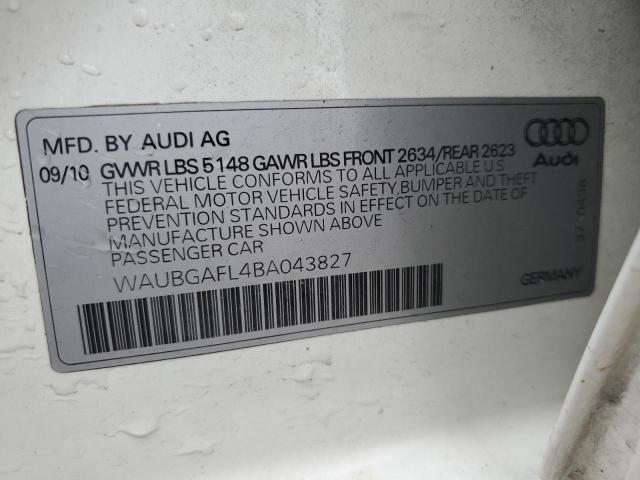 MFD. BY AUDI AG
09/10 GVWR LBS 5148 GAWR LBS FRONT 2634/REAR 2623
THIS VEHICLE CONFORMS TO ALL APPLICABLE U S
FEDERAL MOTOR VEHICLE SAFETY, BUMPER AND THEFT
PREVENTION STANDARDS IN EFFECT ON THE DATE OF
MANUFACTURE SHOWN ABOVE
PASSENGER CAR
WAUBGAFL4BA043827
Audi
37 0498
GERMANY